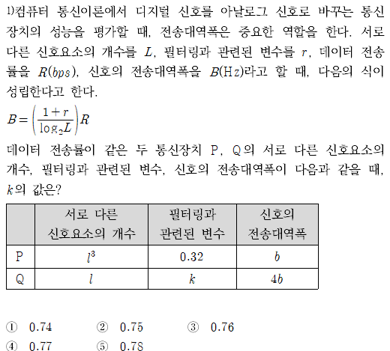 1)컴퓨터 통신이론에서 디지털 신호를 아날로그 신호로 바꾸는 통신
장치의 성능을 평가할 때, 전송대역폭은 중요한 역할을 한다. 서로
다른 신호요소의 개수를 L, 필터링과 관련된 변수를 r, 데이터 전송
률을 R(bps), 신호의 전송대역폭을 B(Hz)라고 할 때, 다음의 식이
성립한다고 한다.
B=(1+r/log₂L)R
데이터 전송률이 같은 두 통신장치 P, Q의 서로 다른 신호요소의
개수, 필터링과 관련된 변수, 신호의 전송대역폭이 다음과 같을 때,
k의 값은?
서로 다른 신호요소의 개수 필터링과 관련된 변수 신호의 전송대역폭
P l³ 0.32 b
Q l k 4b
① 0.74 ② 0.75 ③ 0.76
④ 0.77 ⑤ 0.78